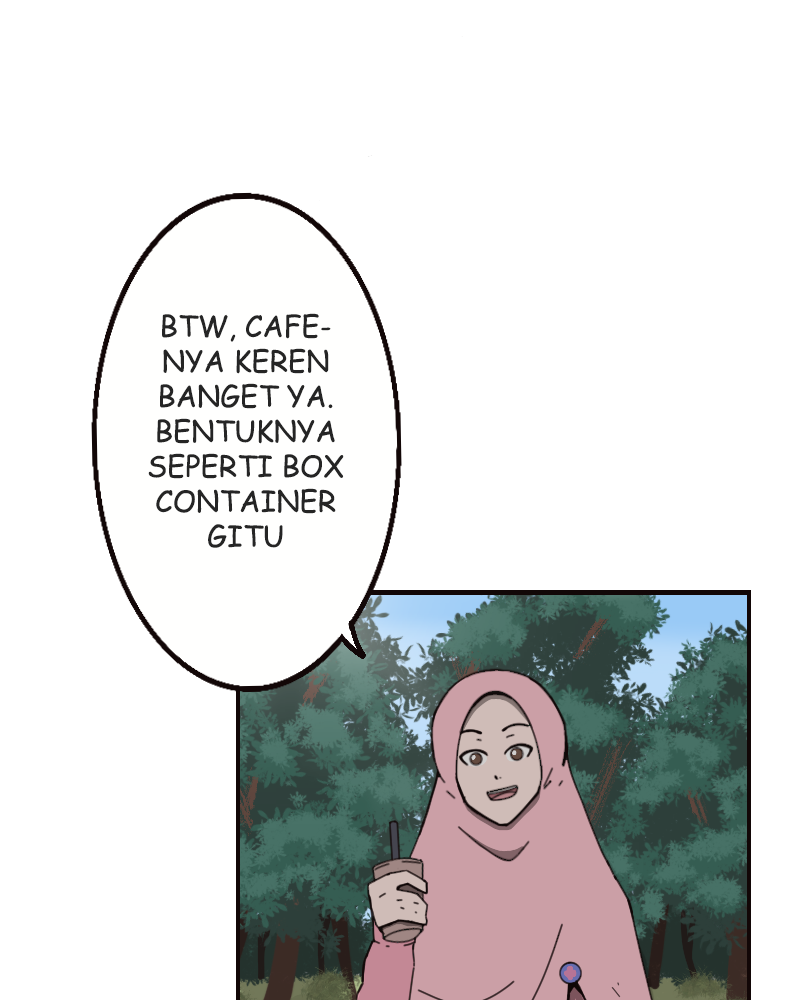 BTW, CAFE-
NYA KEREN
BANGET YA.
BENTUKNYA
SEPERTI BOX
CONTAINER
GITU